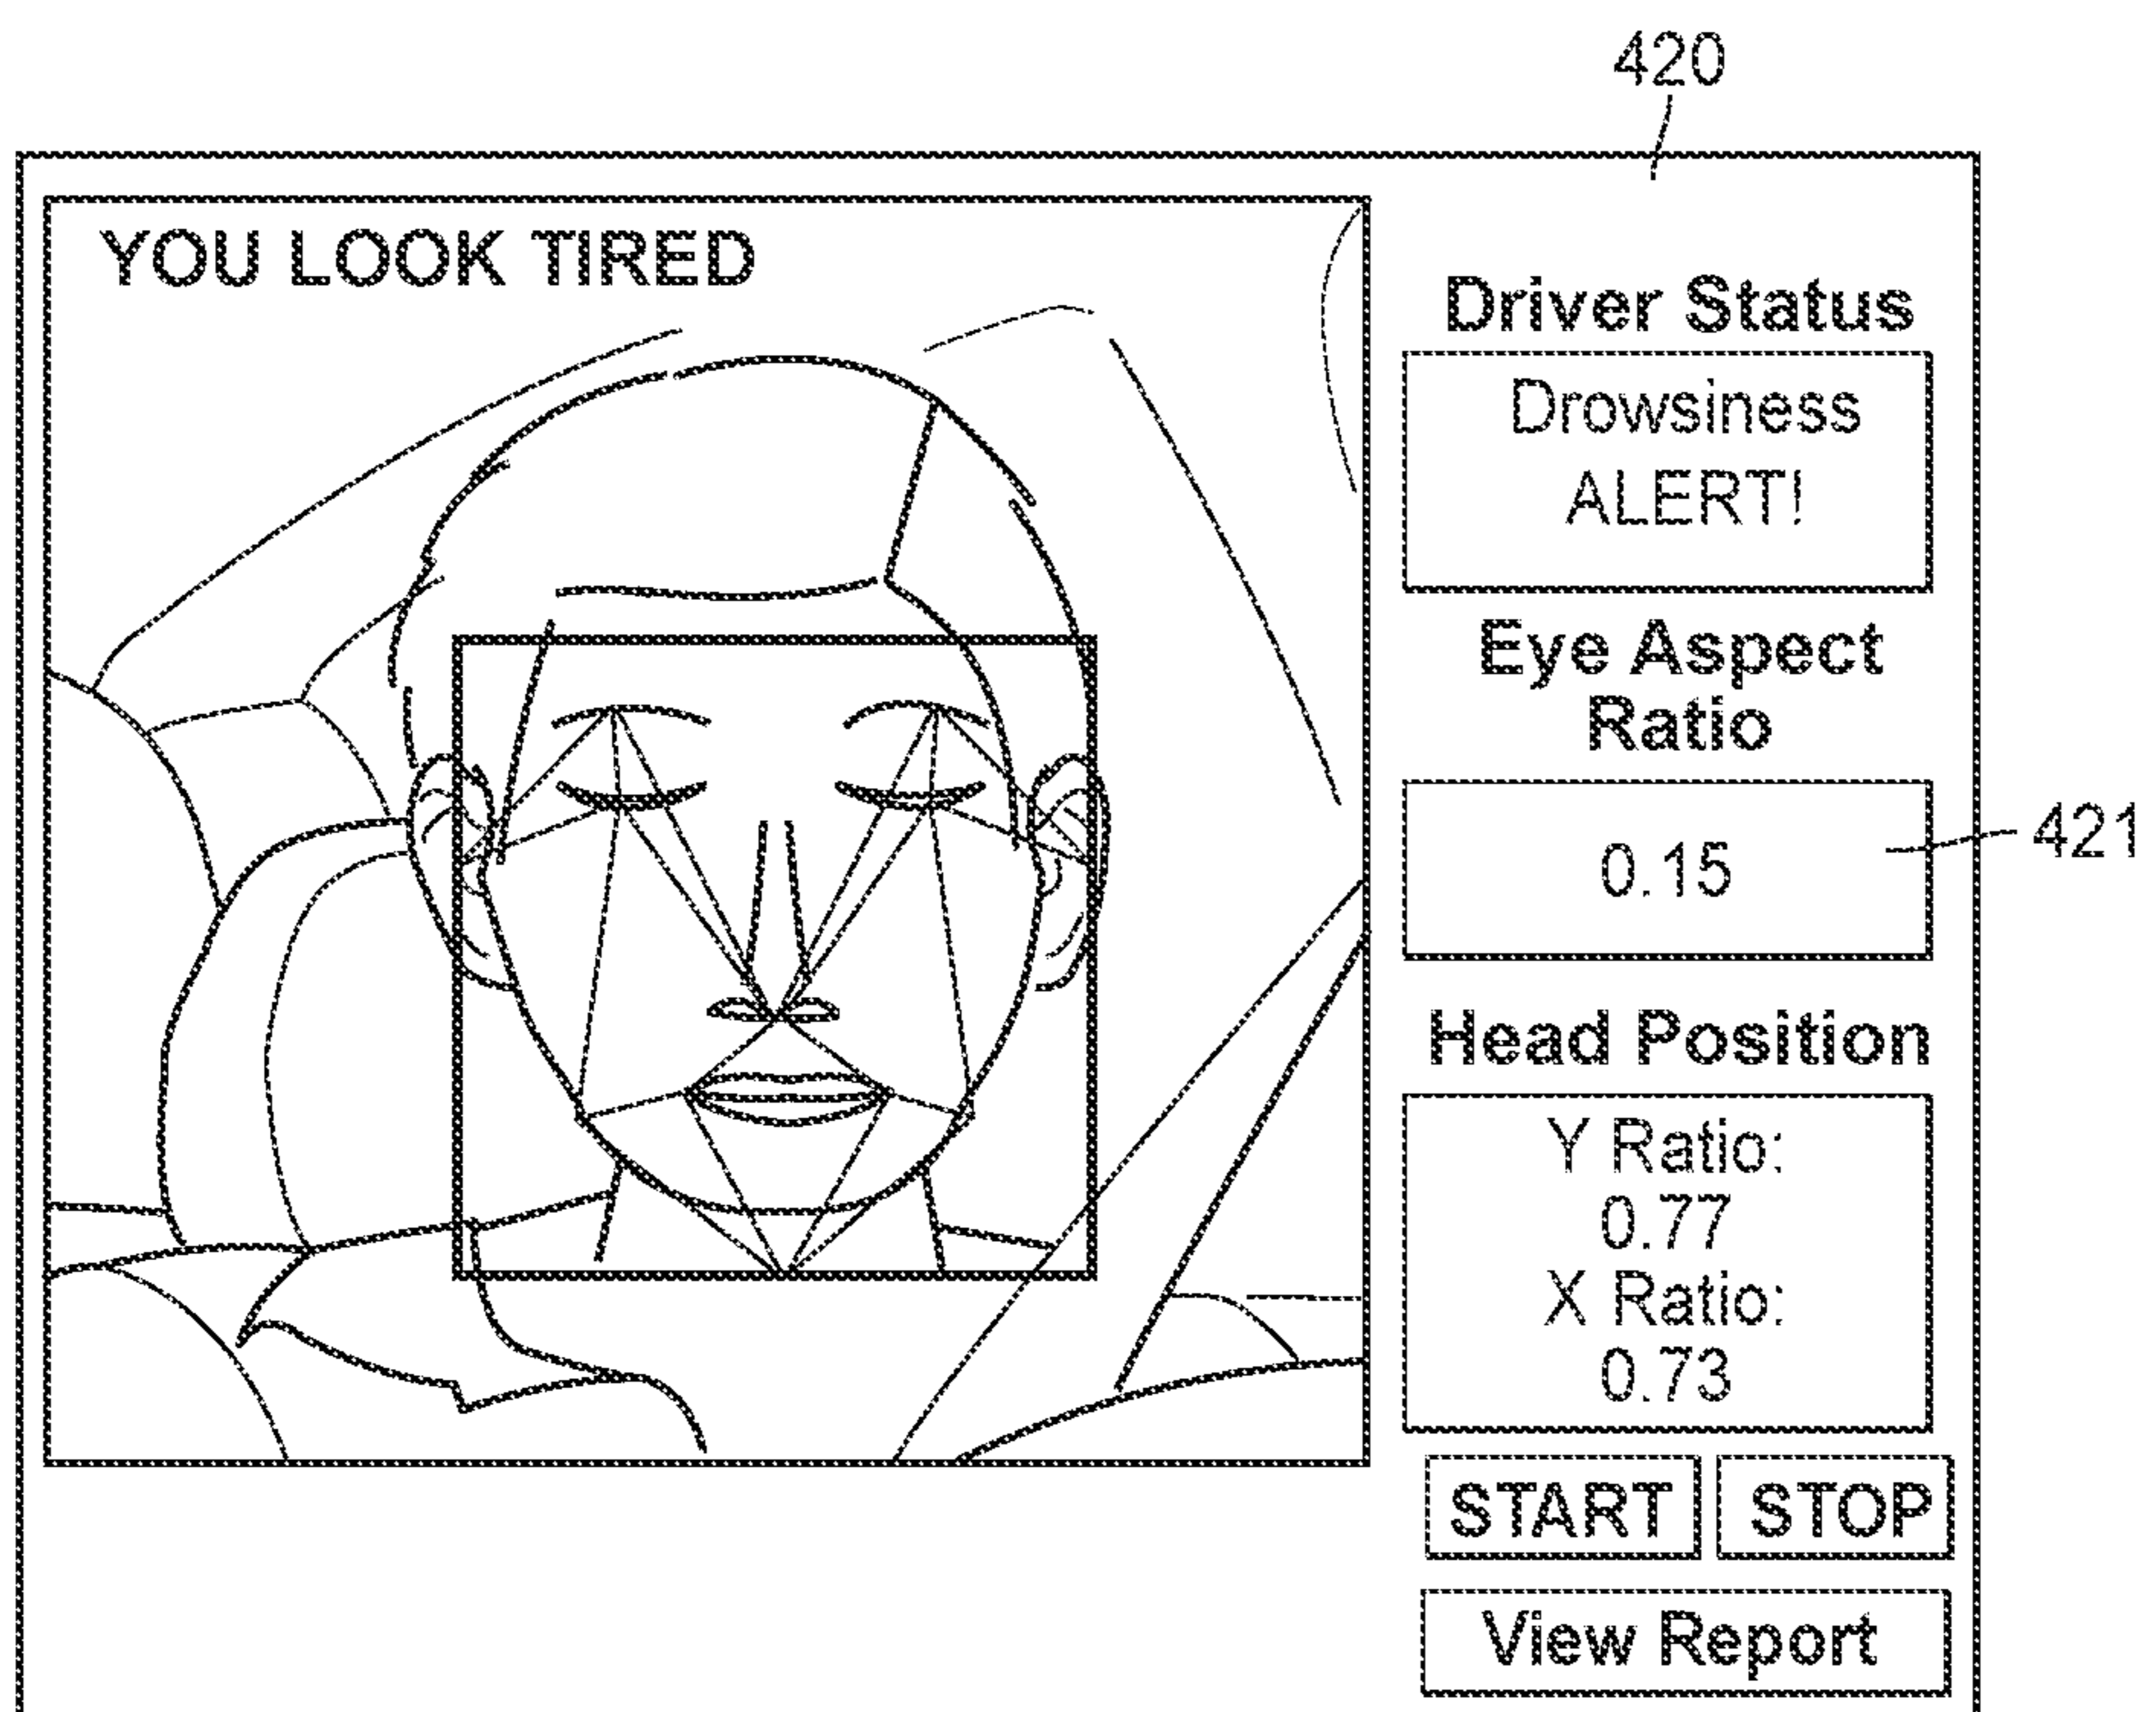 420
YOU LOOK TIRED
Driver Status
Drowsiness
ALERT!
Eye Aspect
Ratio
0.15
421
Head Position
Y Ratio:
0.77
X Ratio:
0.73
START STOP
View Report